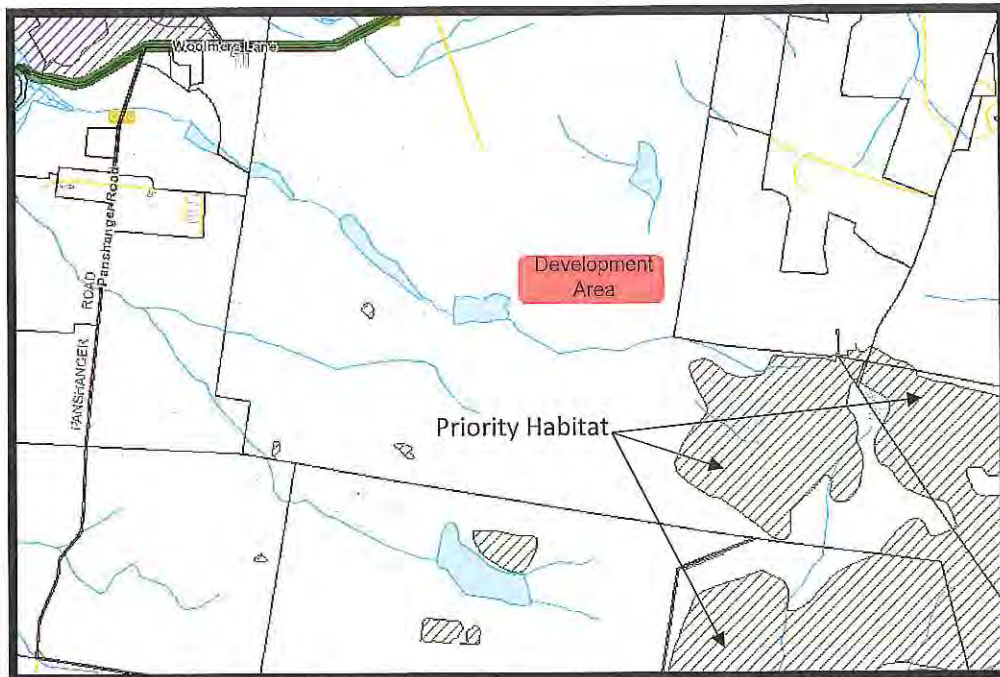 Woolmers Lane
Panshanger Road
PANSHANGER ROAD
Development
Area
Priority Habitat